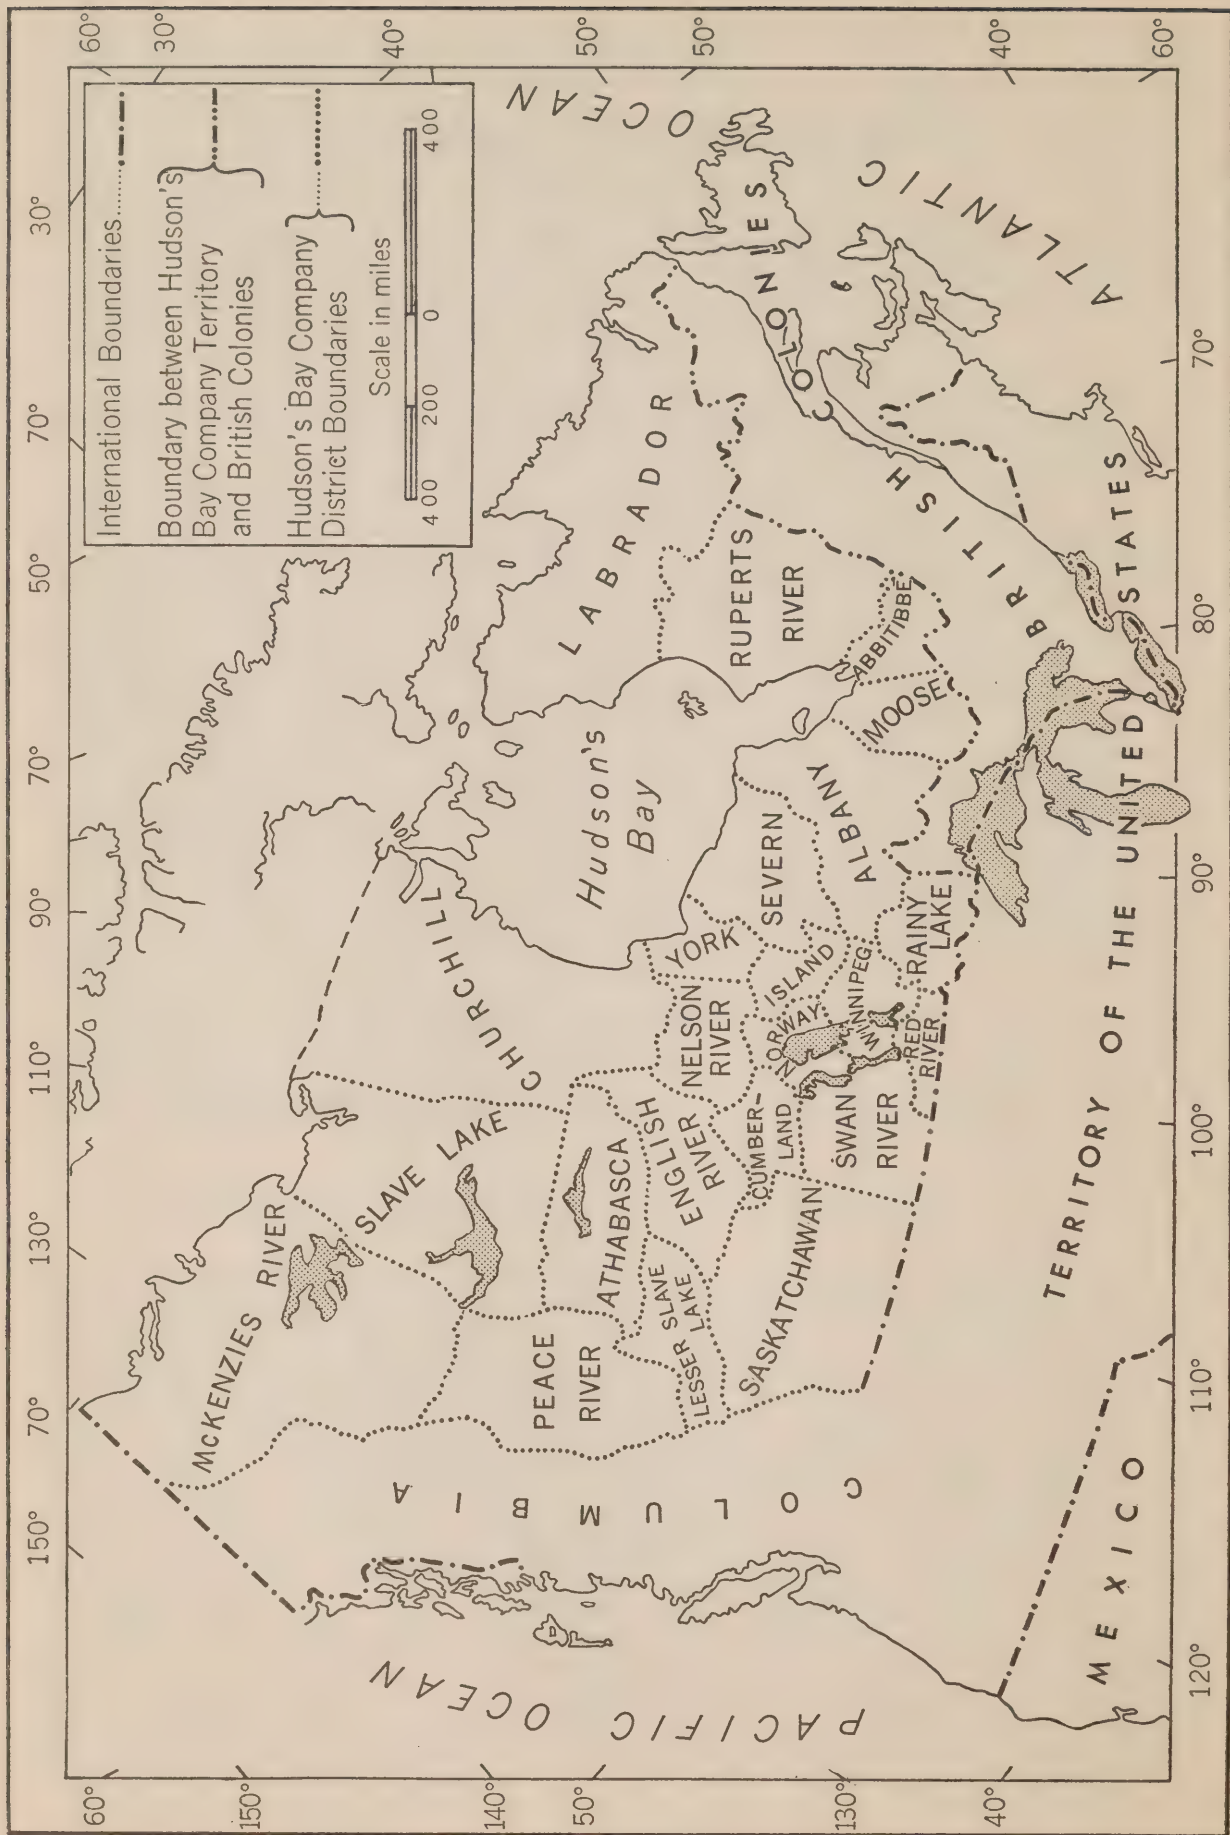 60°
30°
40°
50°
50°
40°
60°
30°
70°
50°
70°
90°
110°
130°
70°
150°
70°
80°
90°
100°
110°
120°
60°
150°
140°
50°
130°
40°
International Boundaries
Boundary between Hudson's
Bay Company Territory
and British Colonies
Hudson's Bay Company
District Boundaries
Scale in miles
400 200 0 400
ATLANTIC OCEAN
PACIFIC OCEAN
Hudson's
Bay
LABRADOR
RUPERTS
RIVER
ABBITIBBE
MOOSE
ALBANY
SEVERN
YORK
ISLAND
NORWAY
WINNIPEG
RAINY
LAKE
RED
RIVER
NELSON
RIVER
CHURCHILL
ENGLISH
RIVER
CUMBER-
LAND
SWAN
RIVER
SASKATCHAWAN
ATHABASCA
LESSER SLAVE
LAKE
PEACE
RIVER
SLAVE LAKE
McKENZIES RIVER
COLUMBIA
BRITISH COLONIES
TERRITORY OF THE UNITED STATES
MEXICO